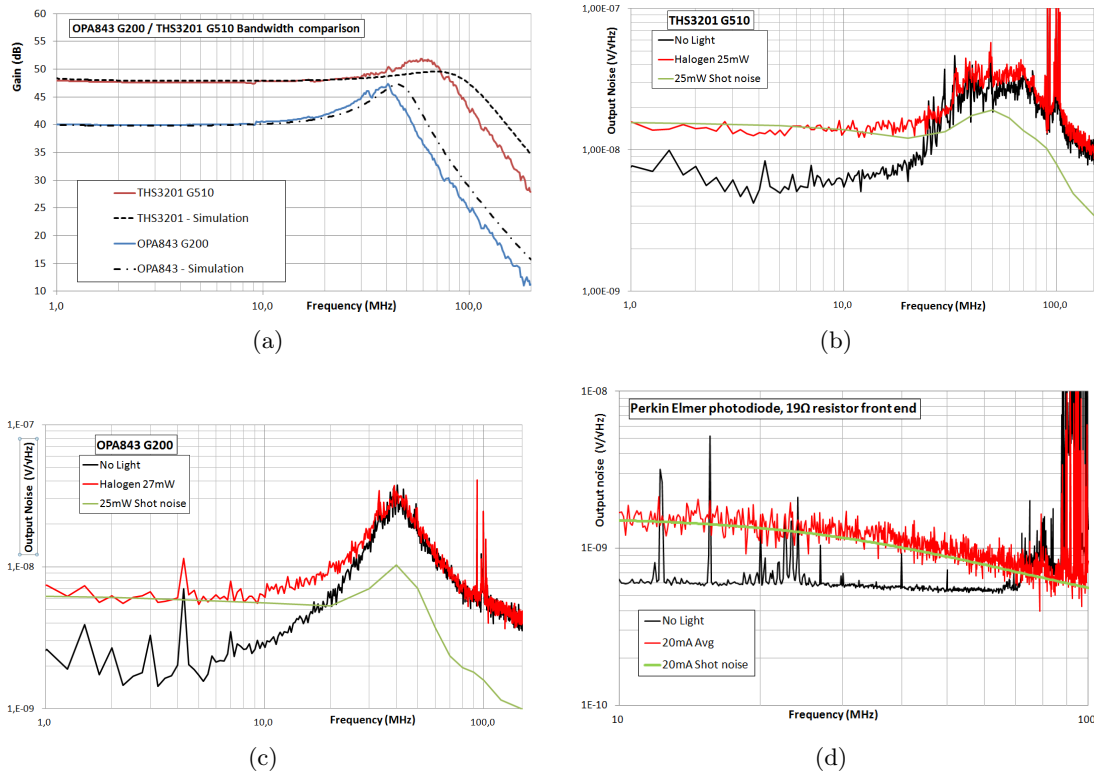 OPA843 G200 / THS3201 G510 Bandwidth comparison
Gain (dB)
60
55
50
45
40
35
30
25
20
15
10
THS3201 G510
THS3201 - Simulation
OPA843 G200
OPA843 - Simulation
1,0
10,0
100,0
Frequency (MHz)
(a)
THS3201 G510
Output Noise (V/√Hz)
1,00E-07
1,00E-08
1,00E-09
No Light
Halogen 25mW
25mW Shot noise
1,0
10,0
100,0
Frequency (MHz)
(b)
OPA843 G200
Output Noise (V/√Hz)
1,E-07
1,E-08
1,E-09
No Light
Halogen 27mW
25mW Shot noise
1,0
10,0
100,0
Frequency (MHz)
(c)
Perkin Elmer photodiode, 19Ω resistor front end
Output noise (V/√Hz)
1E-08
1E-09
1E-10
No Light
20mA Avg
20mA Shot noise
10
100
Frequency (MHz)
(d)